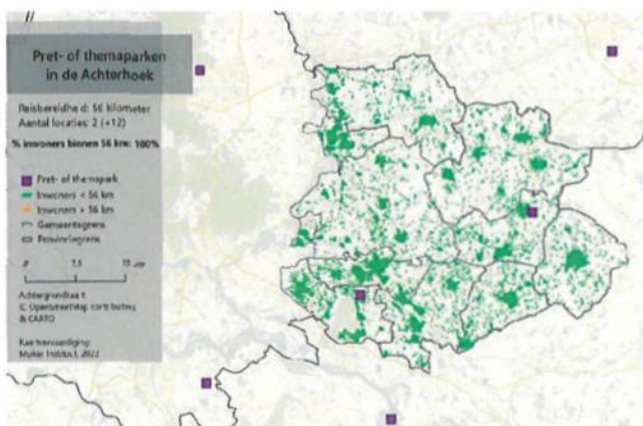 Pret- of themaparken
in de Achterhoek
Reisbereidheid: 56 kilometer
Aantal locaties: 2 (+12)
% inwoners binnen 56 km: 100%
Pret- of themapark
Inwoners < 56 km
Inwoners > 56 km
Gemeentegrens
Provinciegrens
0 7,5 15 km
Achtergrondkaart:
© OpenStreetMap contributors
& CARTO
Kaartvervaardiging:
Mulier Instituut, 2022